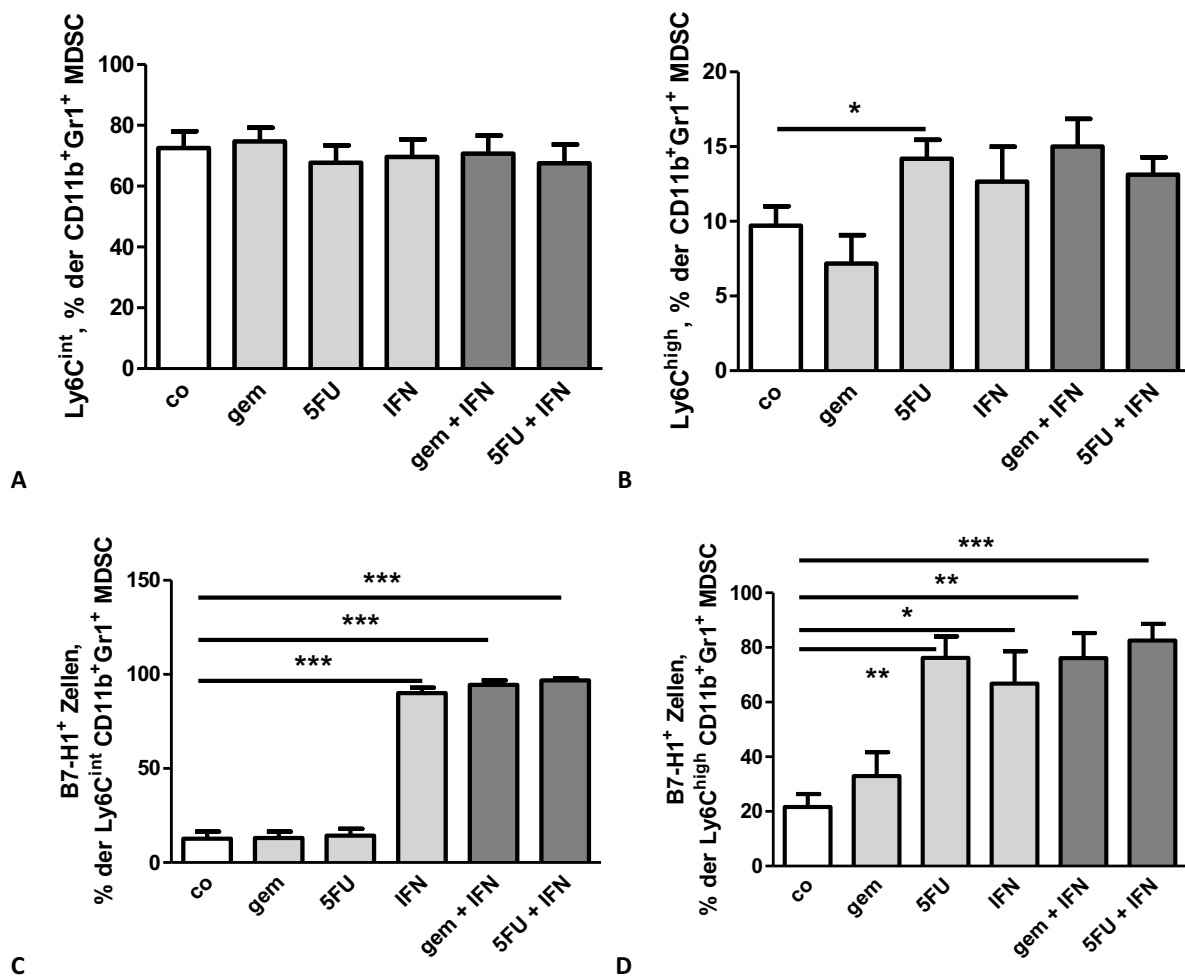 Ly6C^int, % der CD11b⁺Gr1⁺ MDSC
100
80
60
40
20
0
co
gem
5FU
IFN
gem + IFN
5FU + IFN
A
Ly6C^high, % der CD11b⁺Gr1⁺ MDSC
20
15
10
5
0
*
co
gem
5FU
IFN
gem + IFN
5FU + IFN
B
B7-H1⁺ Zellen,
% der Ly6C^int CD11b⁺Gr1⁺ MDSC
150
100
50
0
***
***
***
co
gem
5FU
IFN
gem + IFN
5FU + IFN
C
B7-H1⁺ Zellen,
% der Ly6C^high CD11b⁺Gr1⁺ MDSC
100
80
60
40
20
0
***
**
*
**
co
gem
5FU
IFN
gem + IFN
5FU + IFN
D